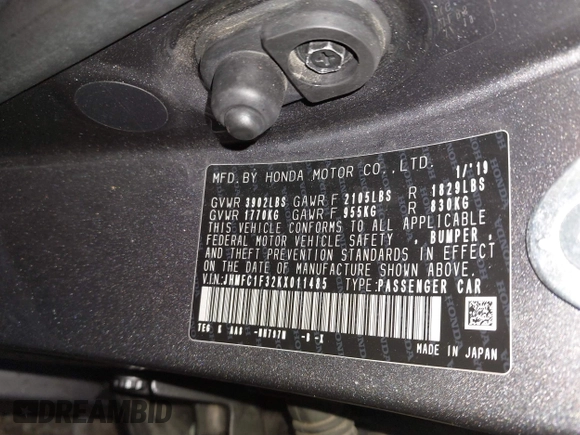 MFD. BY HONDA MOTOR CO.,LTD. 1/'19
GVWR 3902LBS GAWR F 2105LBS R 1829LBS
GVWR 1770KG GAWR F 955KG R 830KG
THIS VEHICLE CONFORMS TO ALL APPLICABLE
FEDERAL MOTOR VEHICLE SAFETY , BUMPER ,
AND THEFT PREVENTION STANDARDS IN EFFECT
ON THE DATE OF MANUFACTURE SHOWN ABOVE.
V.I.N.:JHMFC1F32KX011485 TYPE:PASSENGER CAR
MADE IN JAPAN
HONDA
DREAMBID